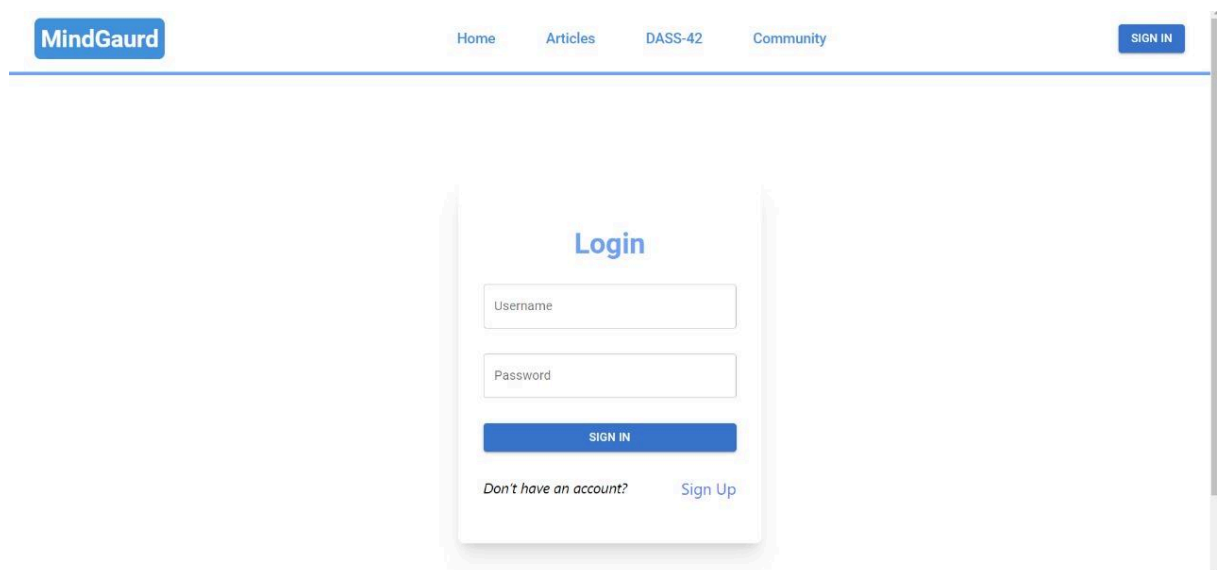 MindGaurd
Home Articles DASS-42 Community
SIGN IN
Login
Username
Password
SIGN IN
Don't have an account? Sign Up